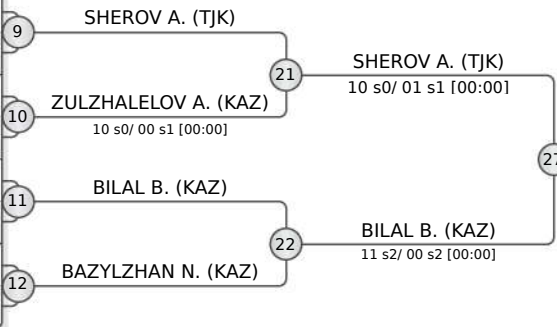 SHEROV A. (TJK)
9
21
SHEROV A. (TJK)
10 s0/ 01 s1 [00:00]
ZULZHALELOV A. (KAZ)
10
10 s0/ 00 s1 [00:00]
27
BILAL B. (KAZ)
11
22
BILAL B. (KAZ)
11 s2/ 00 s2 [00:00]
BAZYLZHAN N. (KAZ)
12